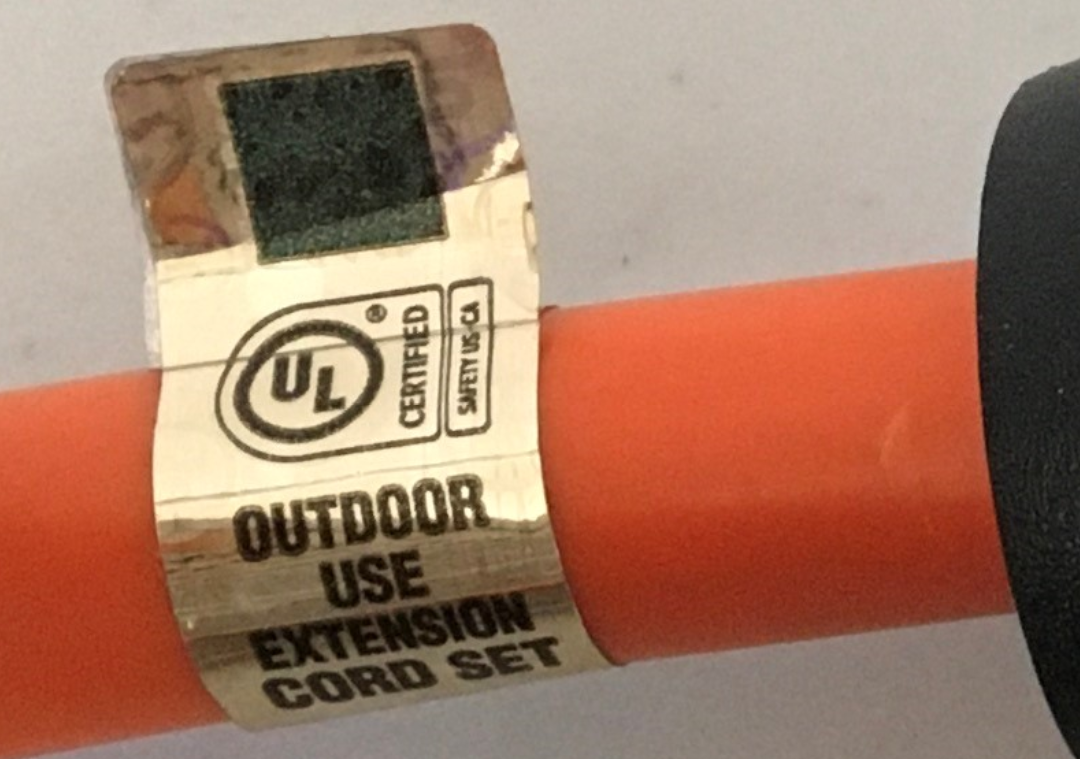 UL ®
CERTIFIED
SAFETY US-CA
OUTDOOR
USE
EXTENSION
CORD SET